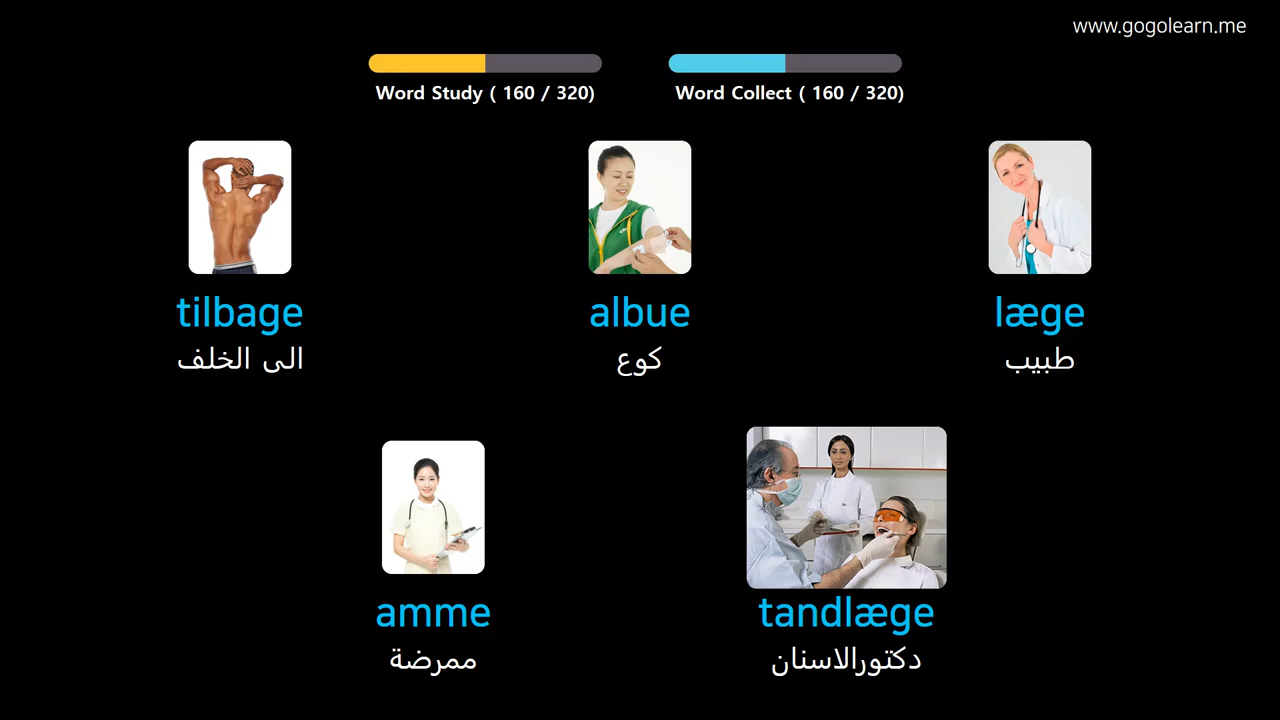 www.gogolearn.me
Word Study ( 160 / 320)
Word Collect ( 160 / 320)
tilbage
الى الخلف
albue
كوع
læge
طبيب
amme
ممرضة
tandlæge
دكتورالاسنان